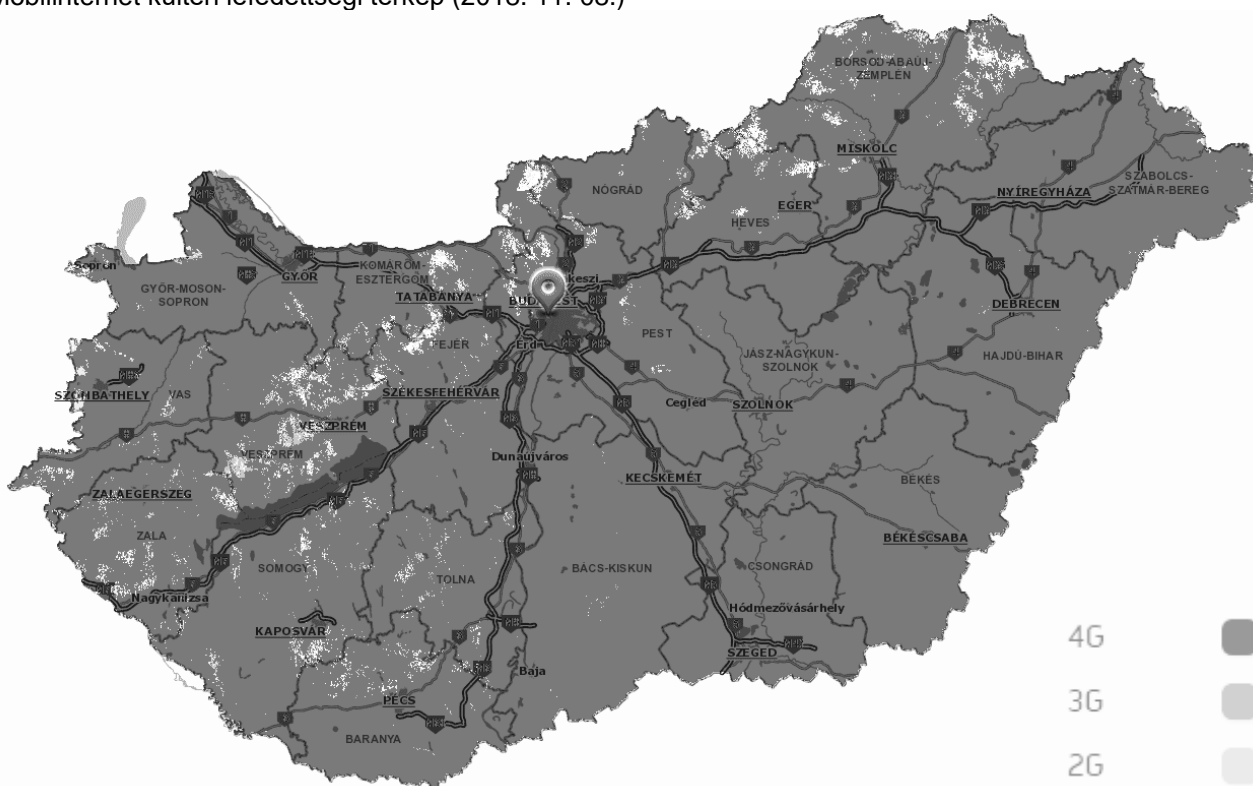 Mobilinternet kültéri lefedettségi térkép (2018. 11. 08.)
BORSOD-ABAÚJ-
ZEMPLÉN
MISKOLC
NÓGRÁD
SZABOLCS-
SZATMÁR-BEREG
NYÍREGYHÁZA
EGER
HEVES
Sopron
GYŐR
KOMÁROM-
ESZTERGOM
GYŐR-MOSON-
SOPRON
TATABÁNYA
BUDAPEST
DEBRECEN
PEST
FEJÉR
Érd
JÁSZ-NAGYKUN-
SZOLNOK
HAJDÚ-BIHAR
SZOMBATHELY
VAS
SZÉKESFEHÉRVÁR
Cegléd
SZOLNOK
VESZPRÉM
VESZPRÉM
Dunaújváros
KECSKEMÉT
BÉKÉS
ZALAEGERSZEG
ZALA
BÉKÉSCSABA
SOMOGY
TOLNA
BÁCS-KISKUN
CSONGRÁD
Nagykanizsa
Hódmezővásárhely
KAPOSVÁR
SZEGED
Baja
PÉCS
BARANYA
4G
3G
2G